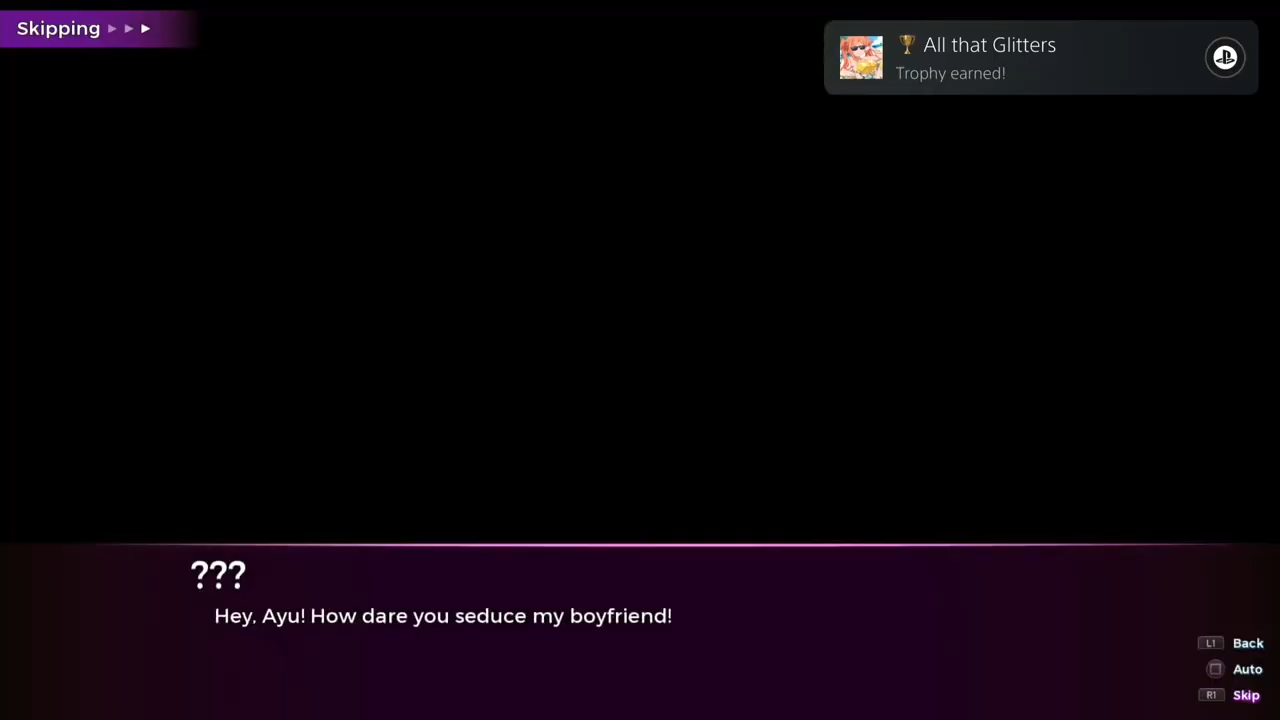 Skipping
All that Glitters
Trophy earned!
???
Hey, Ayu! How dare you seduce my boyfriend!
L1 Back
Auto
R1 Skip